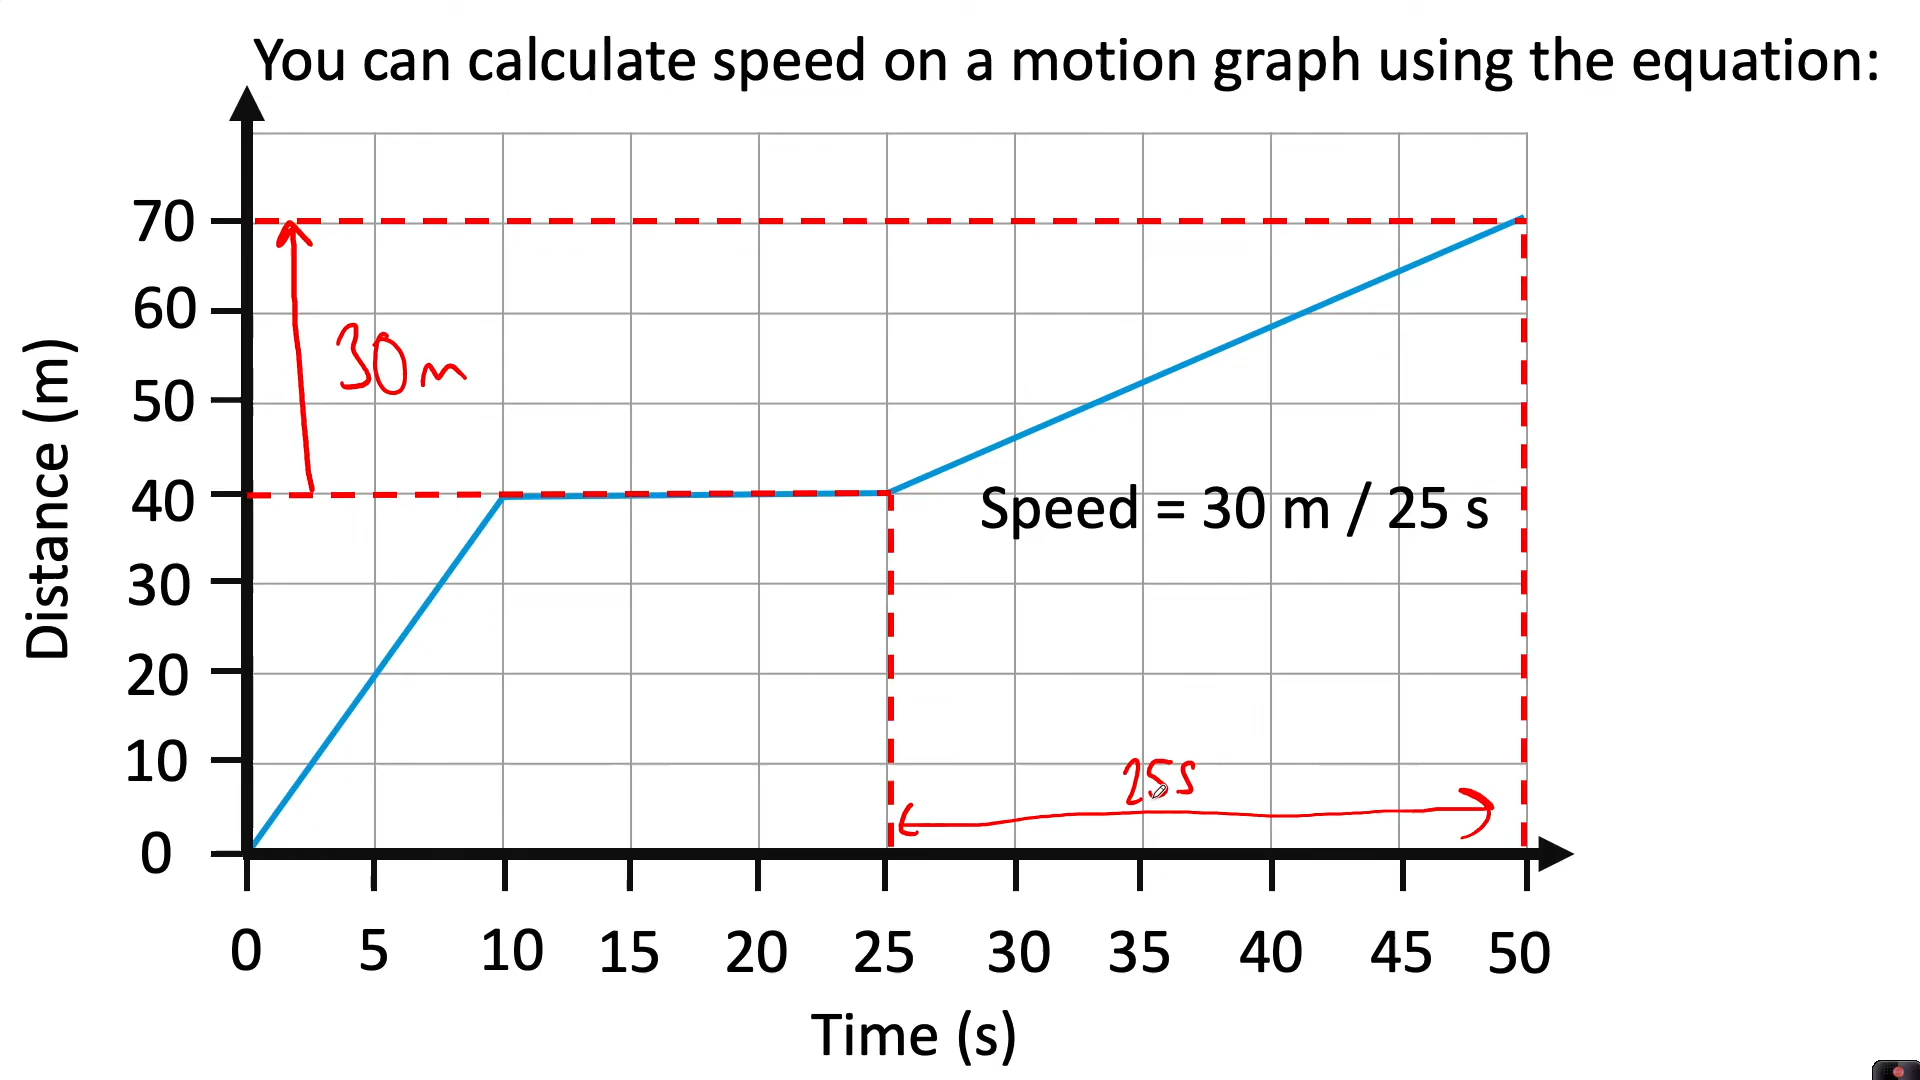 You can calculate speed on a motion graph using the equation:
70
60
50
40
30
20
10
0
Distance (m)
30m
Speed = 30 m / 25 s
25s
0 5 10 15 20 25 30 35 40 45 50
Time (s)